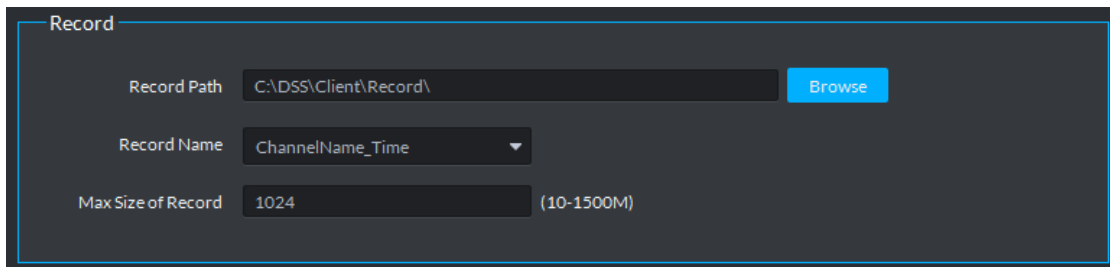 Record
Record Path C:\DSS\Client\Record\ Browse
Record Name ChannelName_Time
Max Size of Record 1024 (10-1500M)